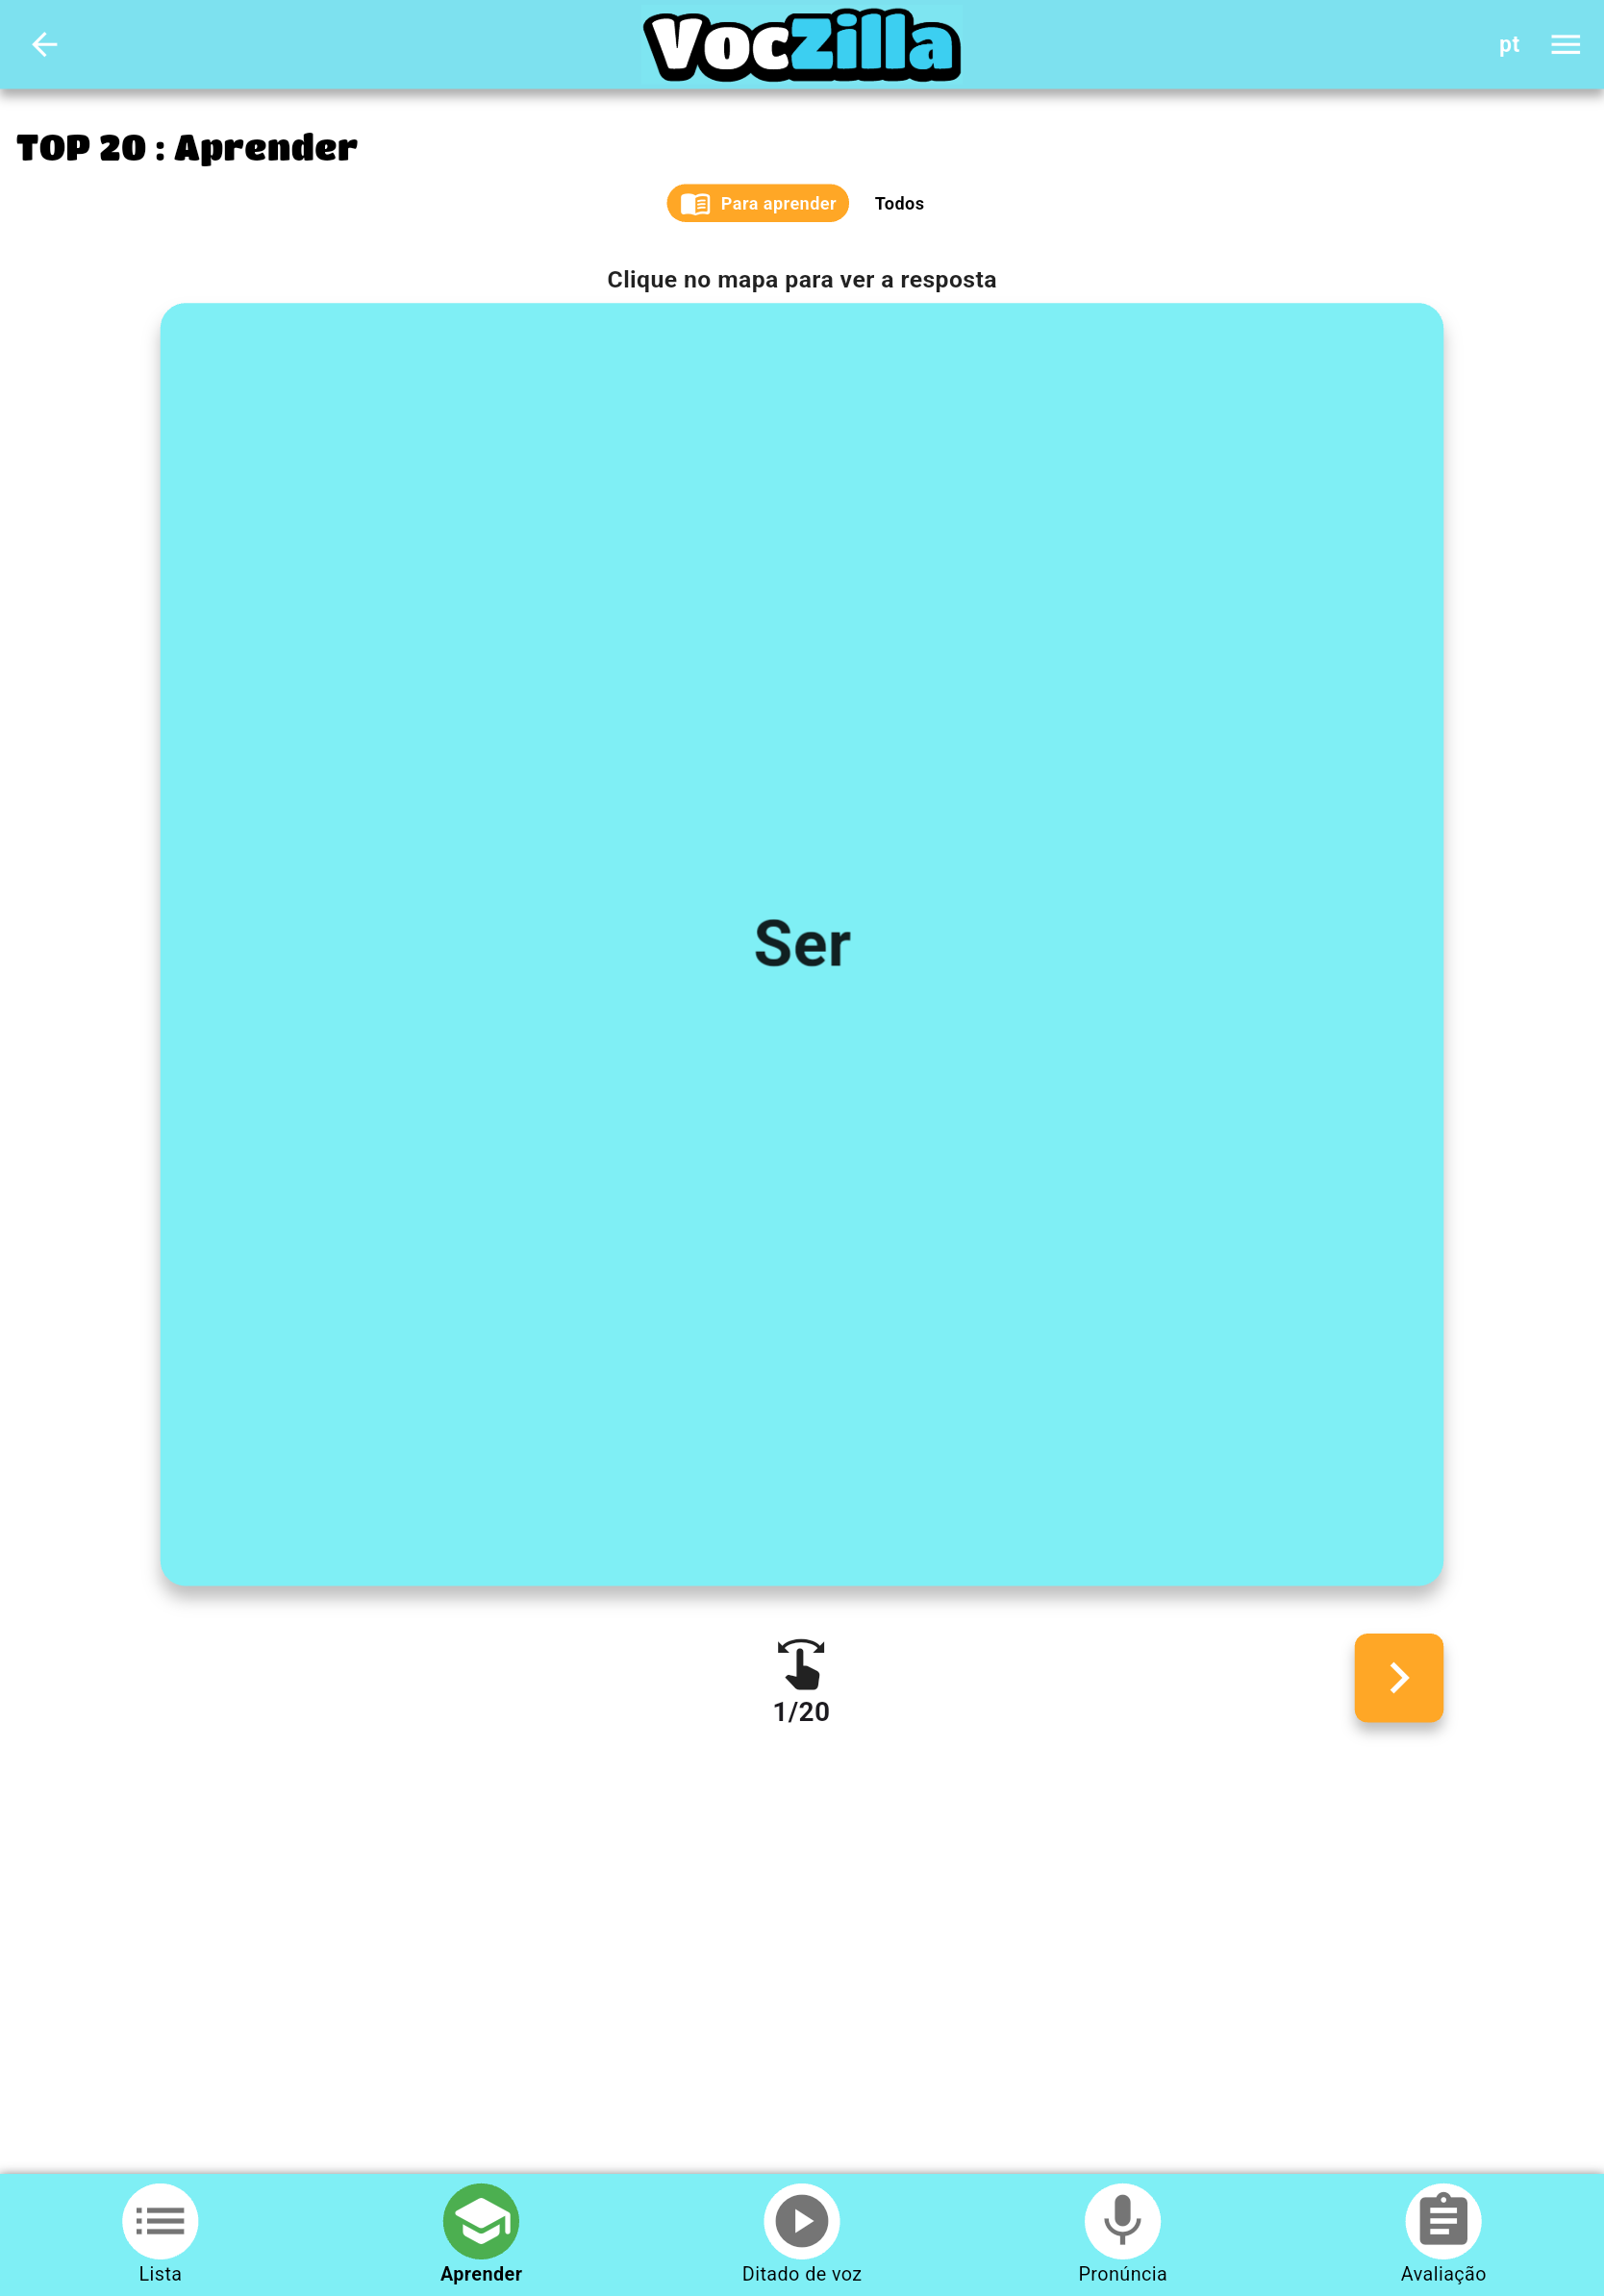 VocZilla
pt
TOP 20 : Aprender
Para aprender
Todos
Clique no mapa para ver a resposta
Ser
1/20
Lista
Aprender
Ditado de voz
Pronúncia
Avaliação